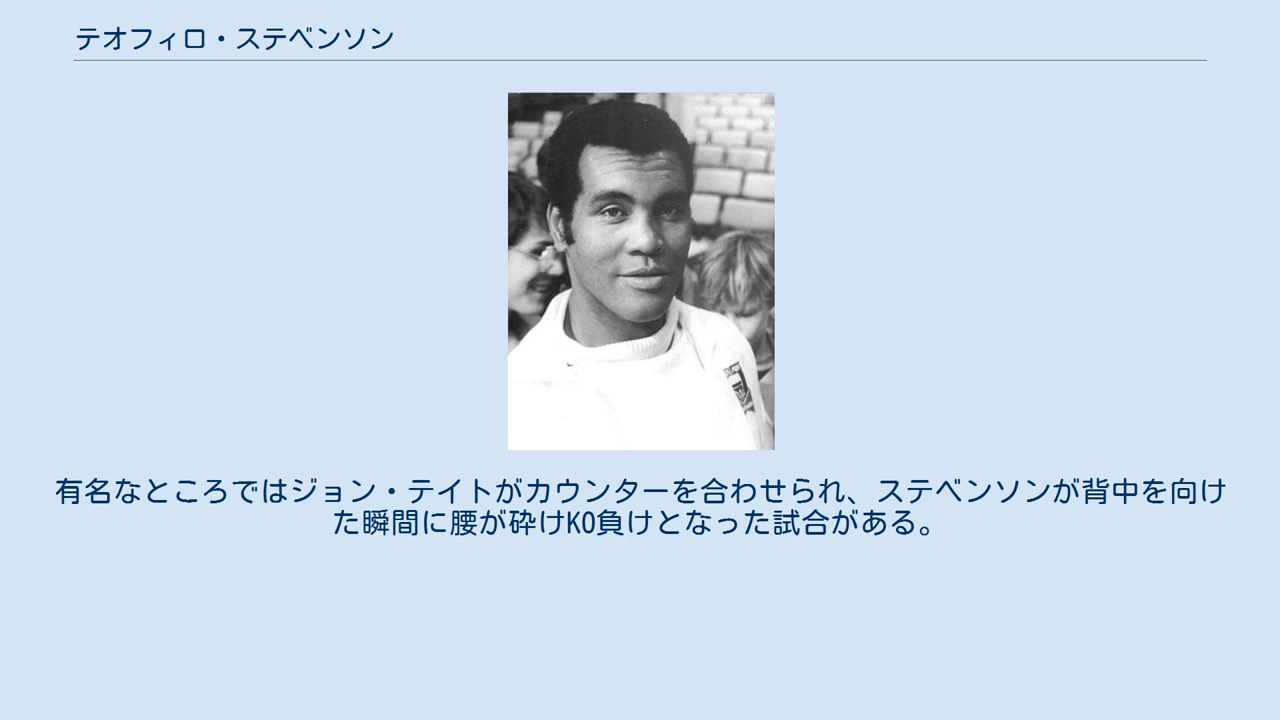 テオフィロ・ステベンソン
有名なところではジョン・テイトがカウンターを合わせられ、ステベンソンが背中を向け
た瞬間に腰が砕けKO負けとなった試合がある。